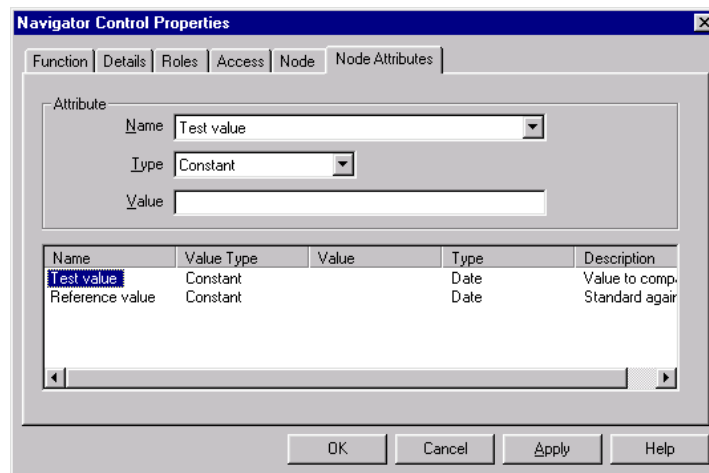 Navigator Control Properties
Function Details Roles Access Node Node Attributes
Attribute
Name Test value
Type Constant
Value
Name Value Type Value Type Description
Test value Constant Date Value to comp
Reference value Constant Date Standard again
OK Cancel Apply Help